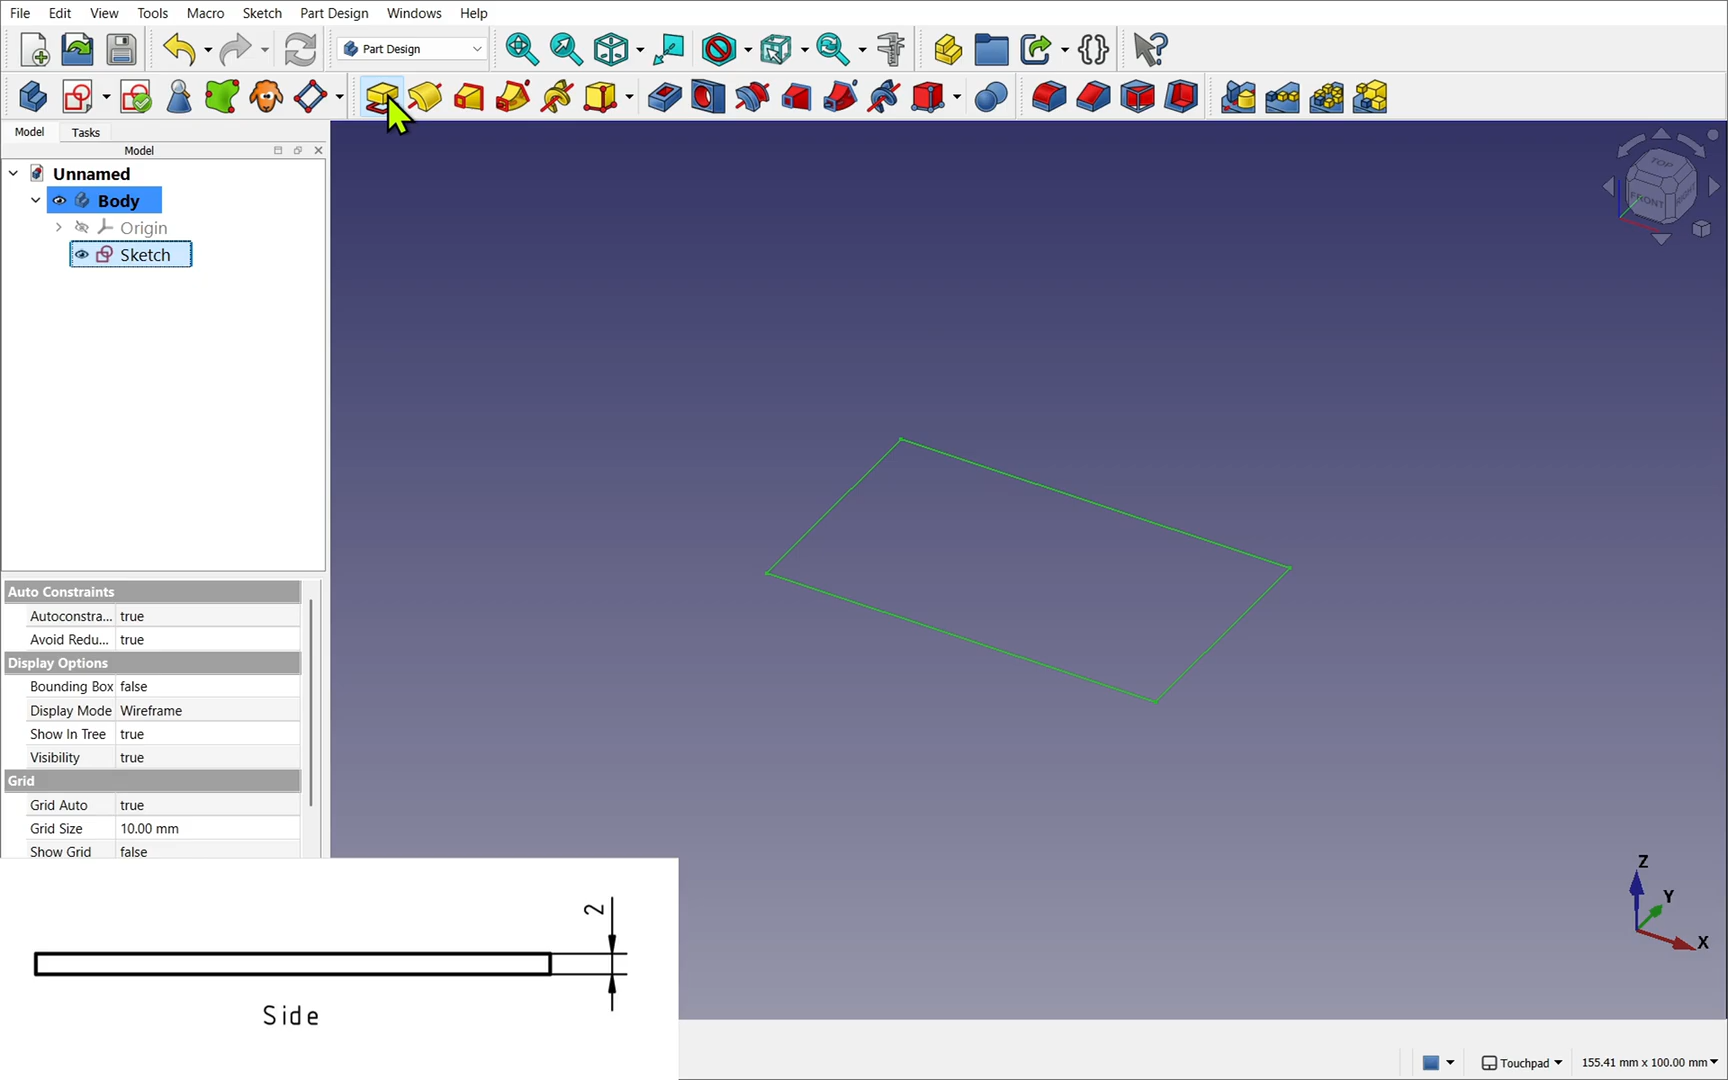 File Edit View Tools Macro Sketch Part Design Windows Help
Part Design
Model Tasks
Model
Unnamed
Body
Origin
Sketch
Auto Constraints
Autoconstra... true
Avoid Redu... true
Display Options
Bounding Box false
Display Mode Wireframe
Show In Tree true
Visibility true
Grid
Grid Auto true
Grid Size 10.00 mm
Show Grid false
TOP
FRONT
RIGHT
Z
Y
X
2
Side
Touchpad 155.41 mm x 100.00 mm